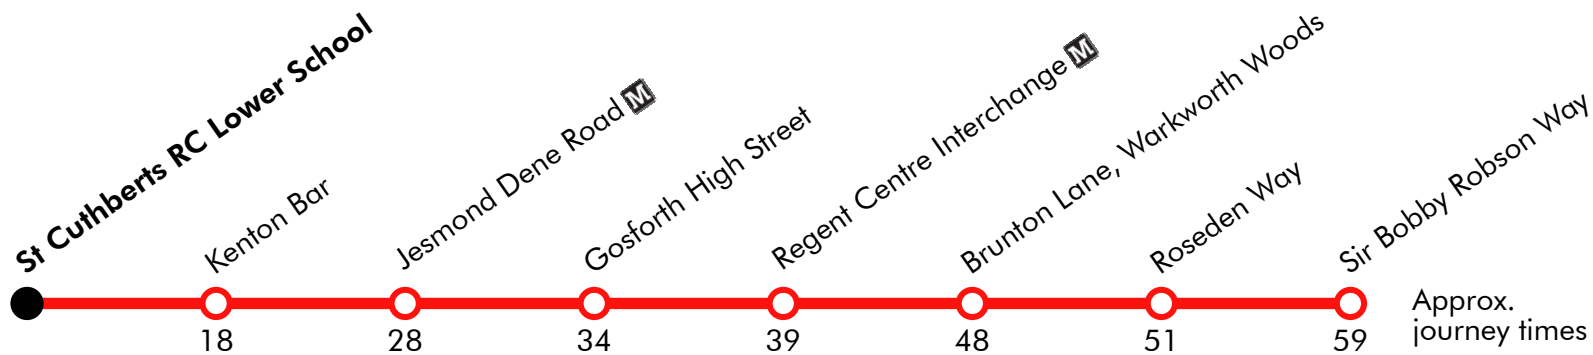 St Cuthberts RC Lower School
Kenton Bar
Jesmond Dene Road M
Gosforth High Street
Regent Centre Interchange M
Brunton Lane, Warkworth Woods
Roseden Way
Sir Bobby Robson Way
18
28
34
39
48
51
59
Approx.
journey times